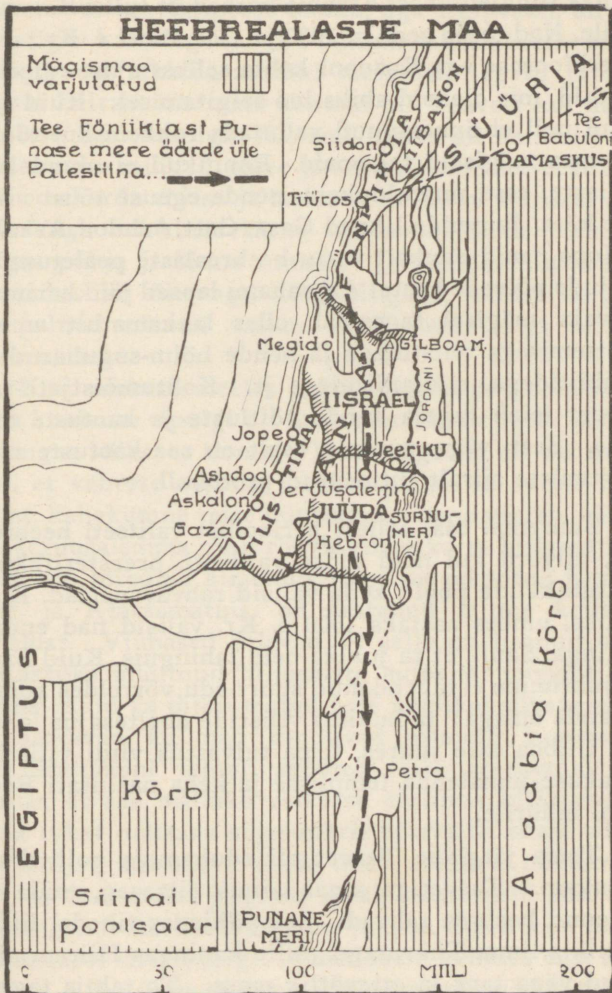 HEEBREALASTE MAA
Mägismaa
varjutatud
Tee Föniikiast Pu-
nase mere äärde üle
Palestiina...
SÜÜRIA
LIIBANON
FÖNIIKIA
Siidon
Tee
Babüloni
DAMASKUS
Tüüros
Megido
GILBOA M.
JORDANI J.
KAANAN
IISRAEL
Jope
Jeeriku
Ashdod
Jeruusalemm
Askalon
VILISTIMAA
JUUDA
SURNU-
MERI
Gaza
Hebron
EGIPTUS
Kõrb
Petra
Araabia kõrb
Siinai
poolsaar
PUNANE
MERI
0 50 100 MIILI 200